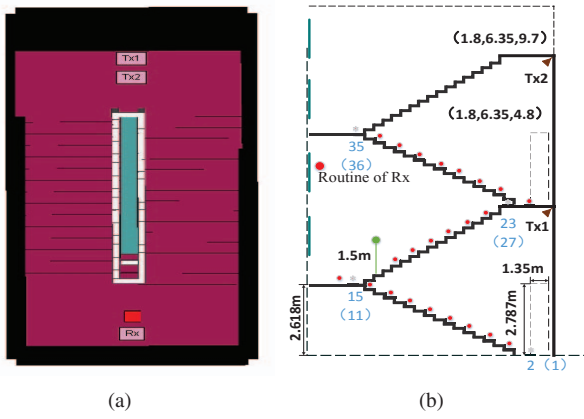 Tx1
Tx2
Rx
(a)
(1.8,6.35,9.7)
Tx2
(1.8,6.35,4.8)
35
(36)
Routine of Rx
23
(27)
Tx1
1.5m
1.35m
15
(11)
2.618m
2.787m
2 (1)
(b)